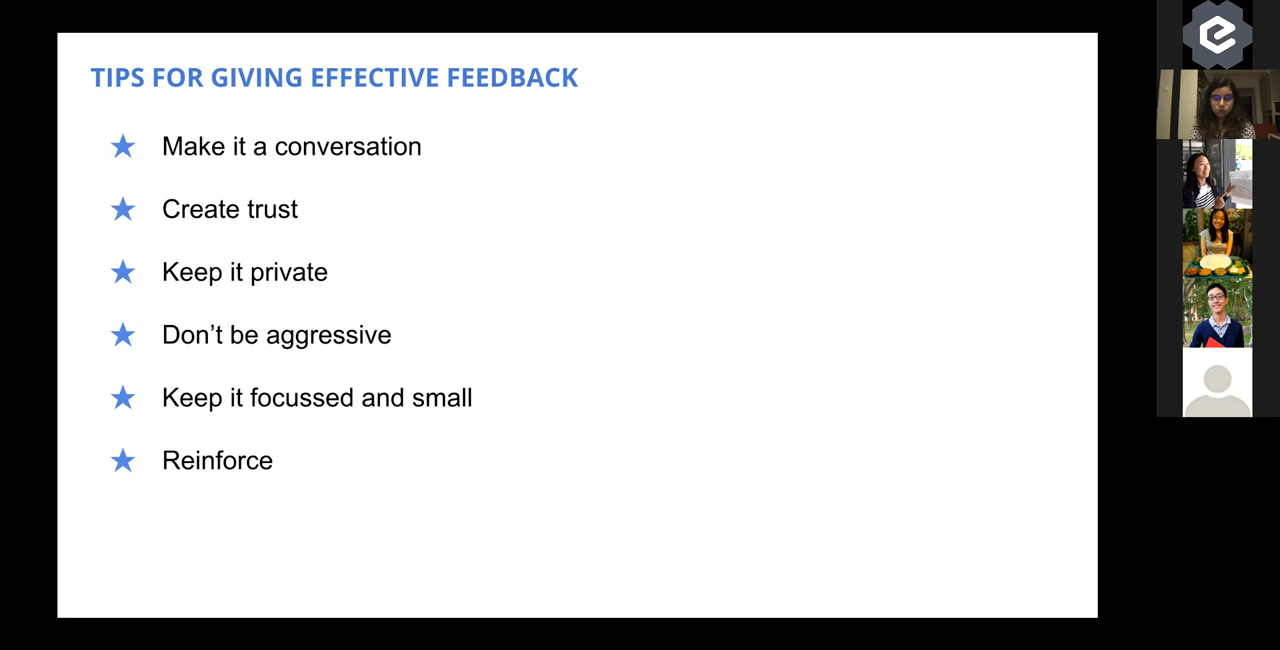 TIPS FOR GIVING EFFECTIVE FEEDBACK
Make it a conversation
Create trust
Keep it private
Don’t be aggressive
Keep it focussed and small
Reinforce